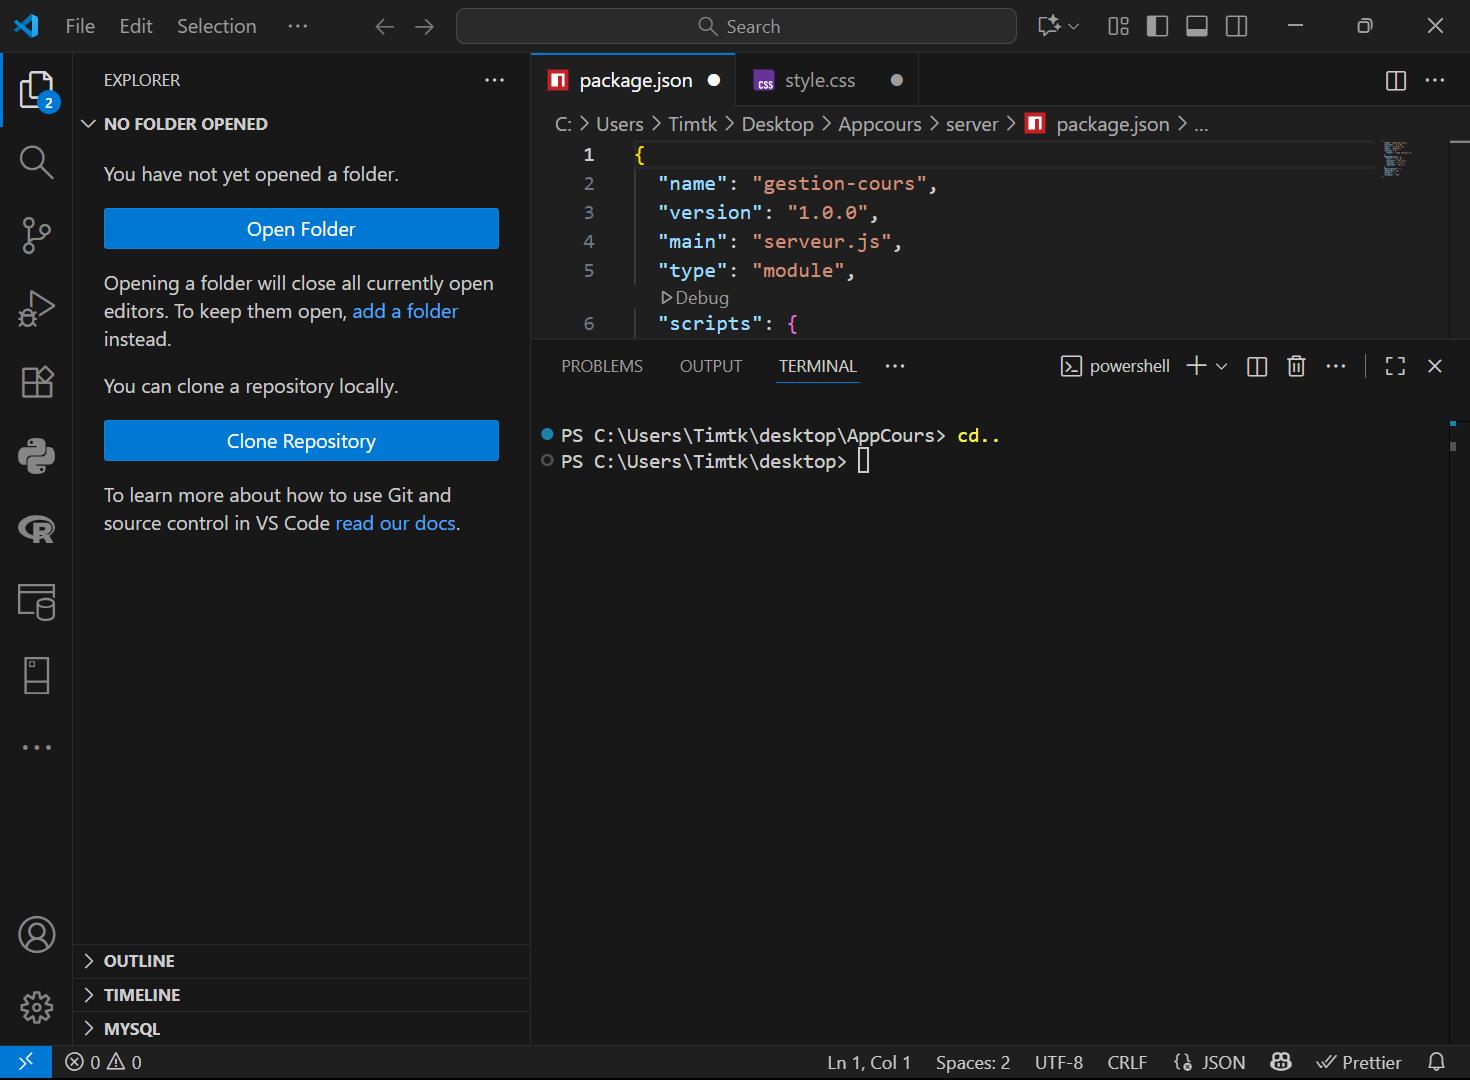 File Edit Selection ···
Search
EXPLORER
2
NO FOLDER OPENED
You have not yet opened a folder.
Open Folder
Opening a folder will close all currently open
editors. To keep them open, add a folder
instead.
You can clone a repository locally.
Clone Repository
To learn more about how to use Git and
source control in VS Code read our docs.
OUTLINE
TIMELINE
MYSQL
package.json
css style.css
C: > Users > Timtk > Desktop > Appcours > server > package.json > ...
1 {
2 "name": "gestion-cours",
3 "version": "1.0.0",
4 "main": "serveur.js",
5 "type": "module",
Debug
6 "scripts": {
PROBLEMS OUTPUT TERMINAL ··· powershell
PS C:\Users\Timtk\desktop\AppCours> cd..
PS C:\Users\Timtk\desktop>
0 0 Ln 1, Col 1 Spaces: 2 UTF-8 CRLF JSON Prettier